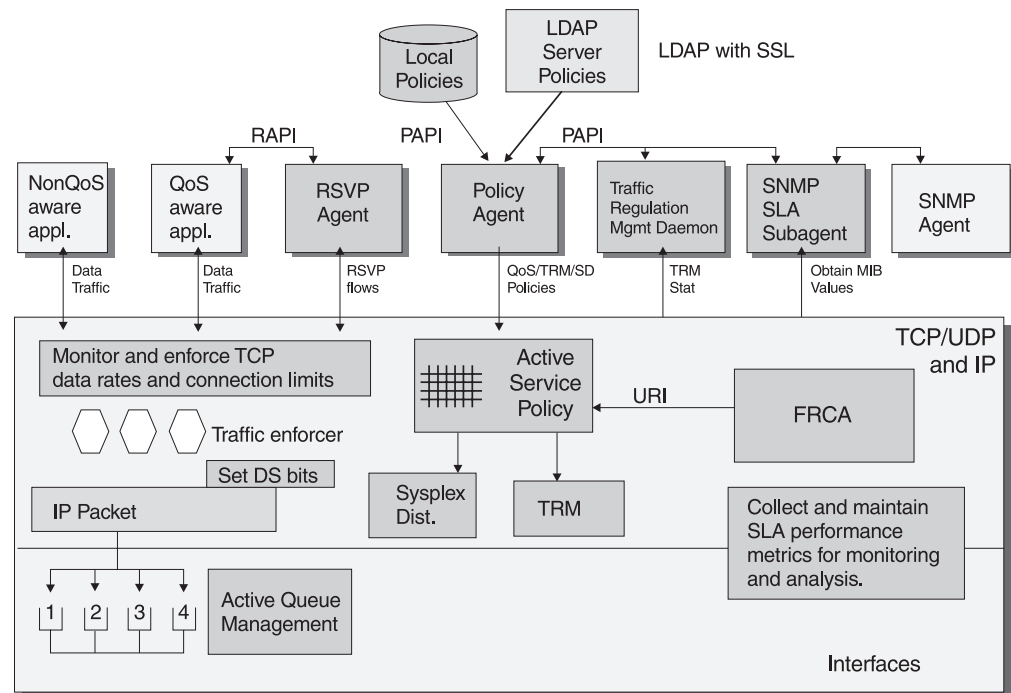 Local
Policies
LDAP
Server
Policies
LDAP with SSL
RAPI
PAPI
PAPI
NonQoS
aware
appl.
QoS
aware
appl.
RSVP
Agent
Policy
Agent
Traffic
Regulation
Mgmt Daemon
SNMP
SLA
Subagent
SNMP
Agent
Data
Traffic
Data
Traffic
RSVP
flows
QoS/TRM/SD
Policies
TRM
Stat
Obtain MIB
Values
TCP/UDP
and IP
Monitor and enforce TCP
data rates and connection limits
Active
Service
Policy
URI
FRCA
Traffic enforcer
Set DS bits
IP Packet
Sysplex
Dist.
TRM
Collect and maintain
SLA performance
metrics for monitoring
and analysis.
1 2 3 4
Active Queue
Management
Interfaces